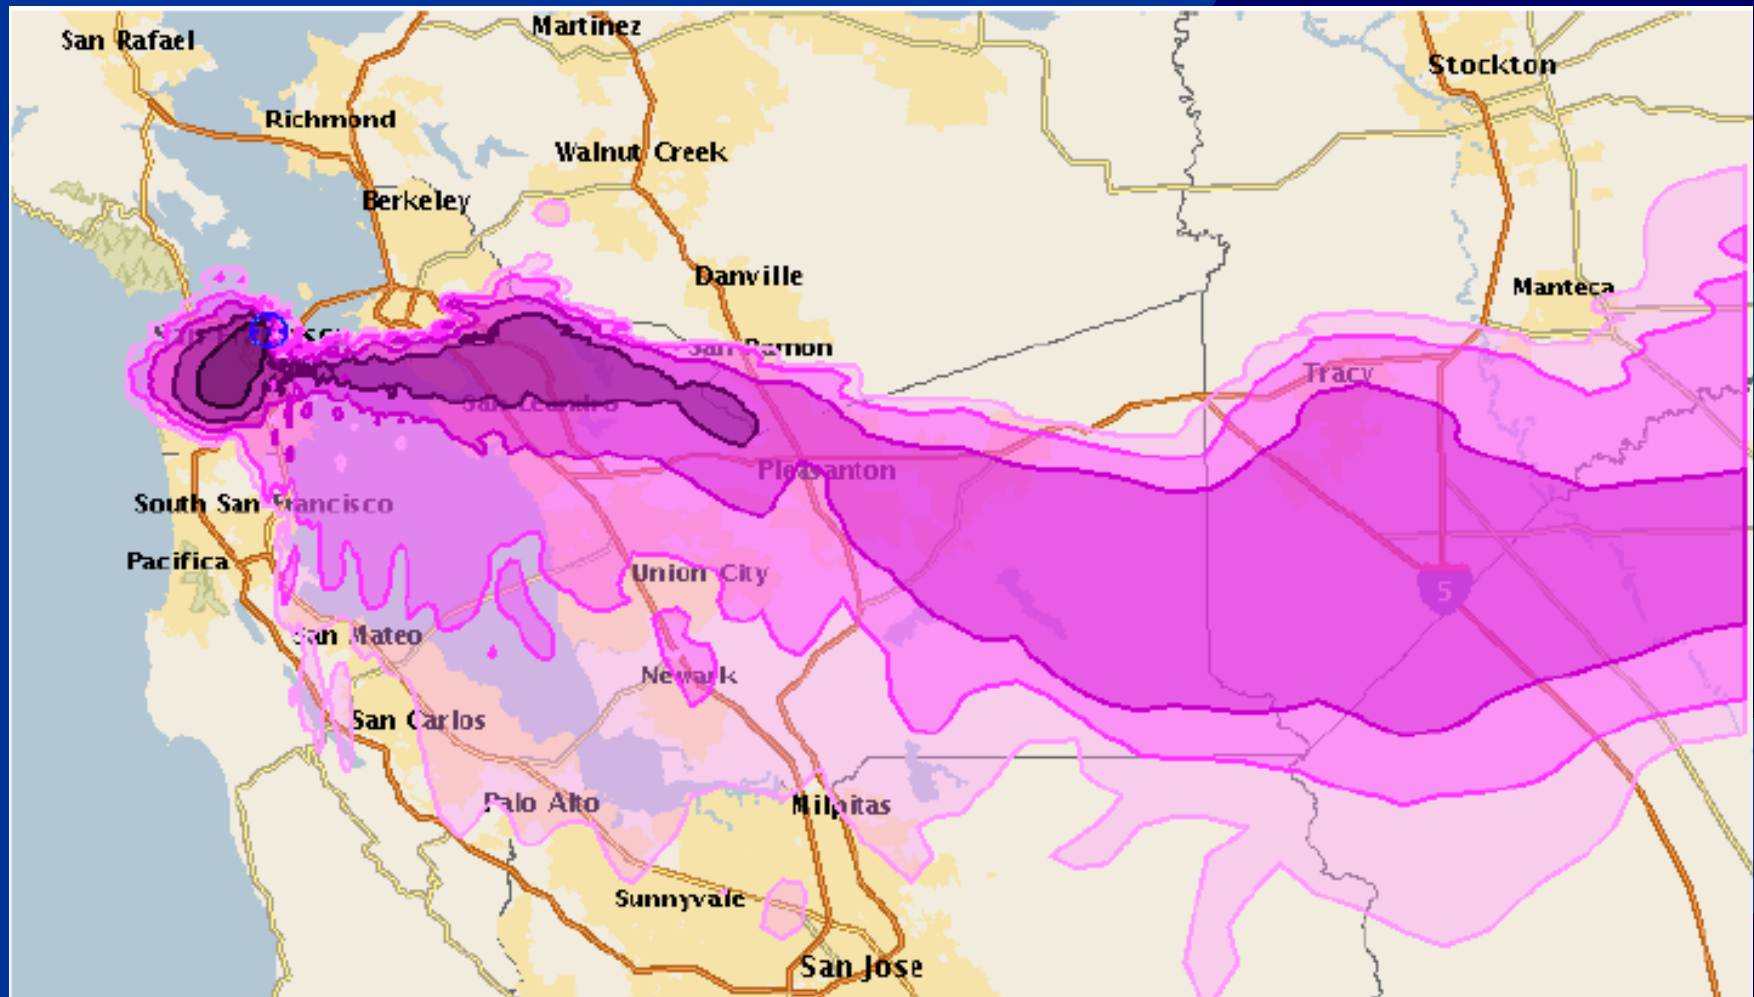 Martinez
San Rafael
Stockton
Richmond
Walnut Creek
Berkeley
Danville
Manteca
San Ramon
Tracy
San Leandro
Pleasanton
South San Francisco
Pacifica
Union City
5
San Mateo
Newark
San Carlos
Palo Alto
Milpitas
Sunnyvale
San Jose